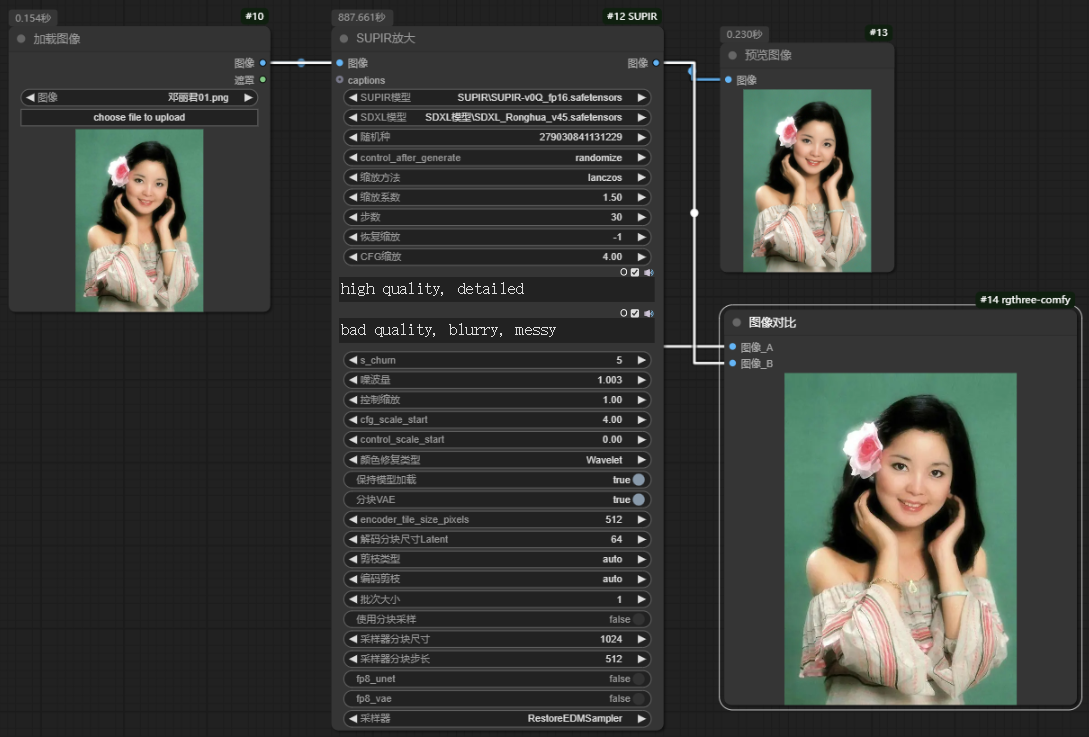 0.154秒
#10
加载图像
图像
遮罩
图像 邓丽君01.png
choose file to upload
887.661秒
#12 SUPIR
SUPIR放大
图像 图像
captions
SUPIR模型 SUPIR\SUPIR-v0Q_fp16.safetensors
SDXL模型 SDXL模型\SDXL_Ronghua_v45.safetensors
随机种 279030841131229
control_after_generate randomize
缩放方法 lanczos
缩放系数 1.50
步数 30
恢复缩放 -1
CFG缩放 4.00
O
high quality, detailed
O
bad quality, blurry, messy
s_churn 5
噪波量 1.003
控制缩放 1.00
cfg_scale_start 4.00
control_scale_start 0.00
颜色修复类型 Wavelet
保持模型加载 true
分块VAE true
encoder_tile_size_pixels 512
解码分块尺寸Latent 64
剪枝类型 auto
编码剪枝 auto
批次大小 1
使用分块采样 false
采样器分块尺寸 1024
采样器分块步长 512
fp8_unet false
fp8_vae false
采样器 RestoreEDMSampler
0.230秒
#13
预览图像
图像
#14 rgthree-comfy
图像对比
图像_A
图像_B